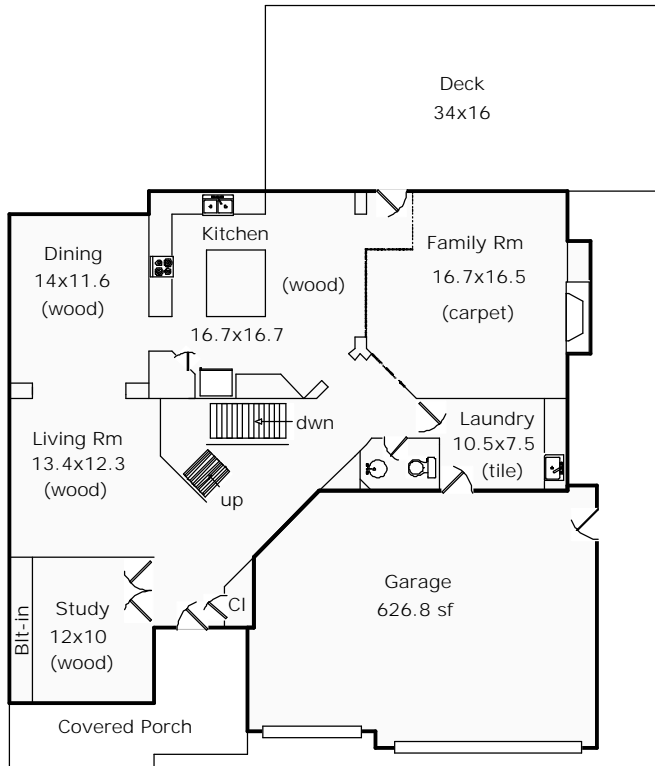 Deck
34x16
Kitchen
Dining
14x11.6
(wood)
(wood)
16.7x16.7
Family Rm
16.7x16.5
(carpet)
dwn
Living Rm
13.4x12.3
(wood)
up
Laundry
10.5x7.5
(tile)
Garage
626.8 sf
Cl
Blt-in
Study
12x10
(wood)
Covered Porch